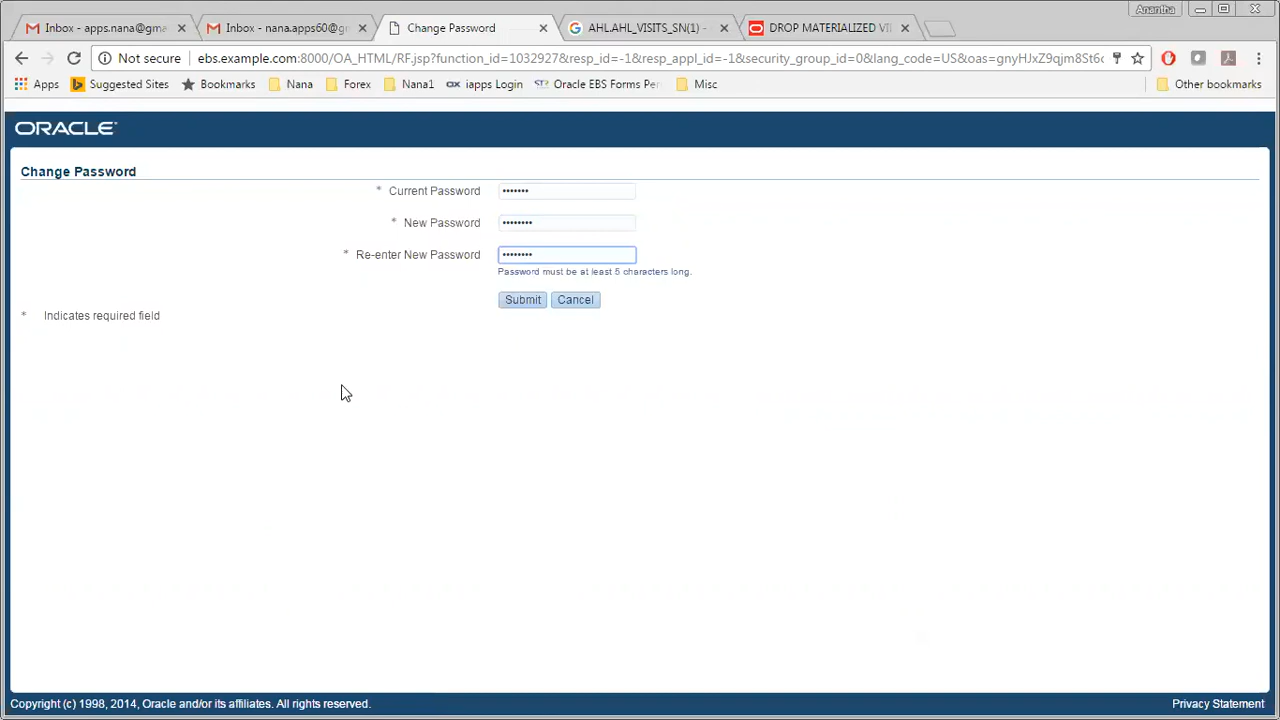 Anantha
Inbox - apps.nana@gma
Inbox - nana.apps60@gm
Change Password
AHL.AHL_VISITS_SN(1) -
DROP MATERIALIZED VI
Not secure
ebs.example.com:8000/OA_HTML/RF.jsp?function_id=1032927&resp_id=-1&resp_appl_id=-1&security_group_id=0&lang_code=US&oas=gnyHJxZ9qjm8St6c
Apps
Suggested Sites
Bookmarks
Nana
Forex
Nana1
iapps Login
Oracle EBS Forms Per
Misc
Other bookmarks
ORACLE
Change Password
* Current Password
•••••••
* New Password
••••••••
* Re-enter New Password
••••••••
Password must be at least 5 characters long.
Submit
Cancel
* Indicates required field
Copyright (c) 1998, 2014, Oracle and/or its affiliates. All rights reserved.
Privacy Statement